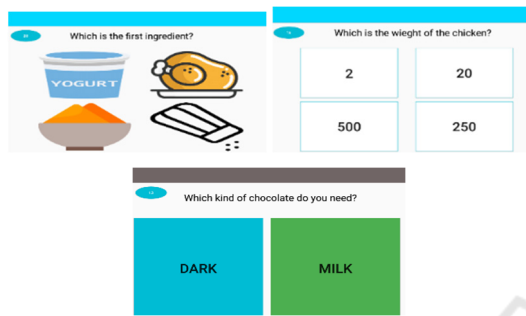 Which is the first ingredient?
YOGURT
Which is the wieght of the chicken?
2
20
500
250
Which kind of chocolate do you need?
DARK
MILK